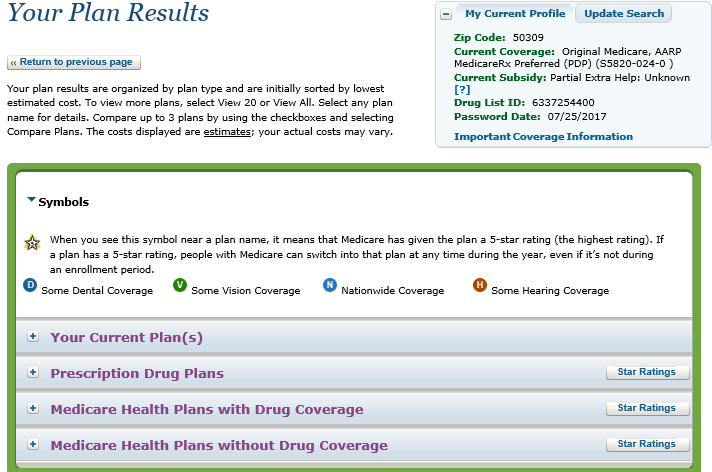 Your Plan Results
‹‹ Return to previous page
Your plan results are organized by plan type and are initially sorted by lowest
estimated cost. To view more plans, select View 20 or View All. Select any plan
name for details. Compare up to 3 plans by using the checkboxes and selecting
Compare Plans. The costs displayed are estimates; your actual costs may vary.
My Current Profile
Update Search
Zip Code: 50309
Current Coverage: Original Medicare, AARP
MedicareRx Preferred (PDP) (S5820-024-0 )
Current Subsidy: Partial Extra Help: Unknown
[?]
Drug List ID: 6337254400
Password Date: 07/25/2017
Important Coverage Information
Symbols
5
When you see this symbol near a plan name, it means that Medicare has given the plan a 5-star rating (the highest rating). If
a plan has a 5-star rating, people with Medicare can switch into that plan at any time during the year, even if it's not during
an enrollment period.
D Some Dental Coverage
V Some Vision Coverage
N Nationwide Coverage
H Some Hearing Coverage
Your Current Plan(s)
Prescription Drug Plans
Star Ratings
Medicare Health Plans with Drug Coverage
Star Ratings
Medicare Health Plans without Drug Coverage
Star Ratings